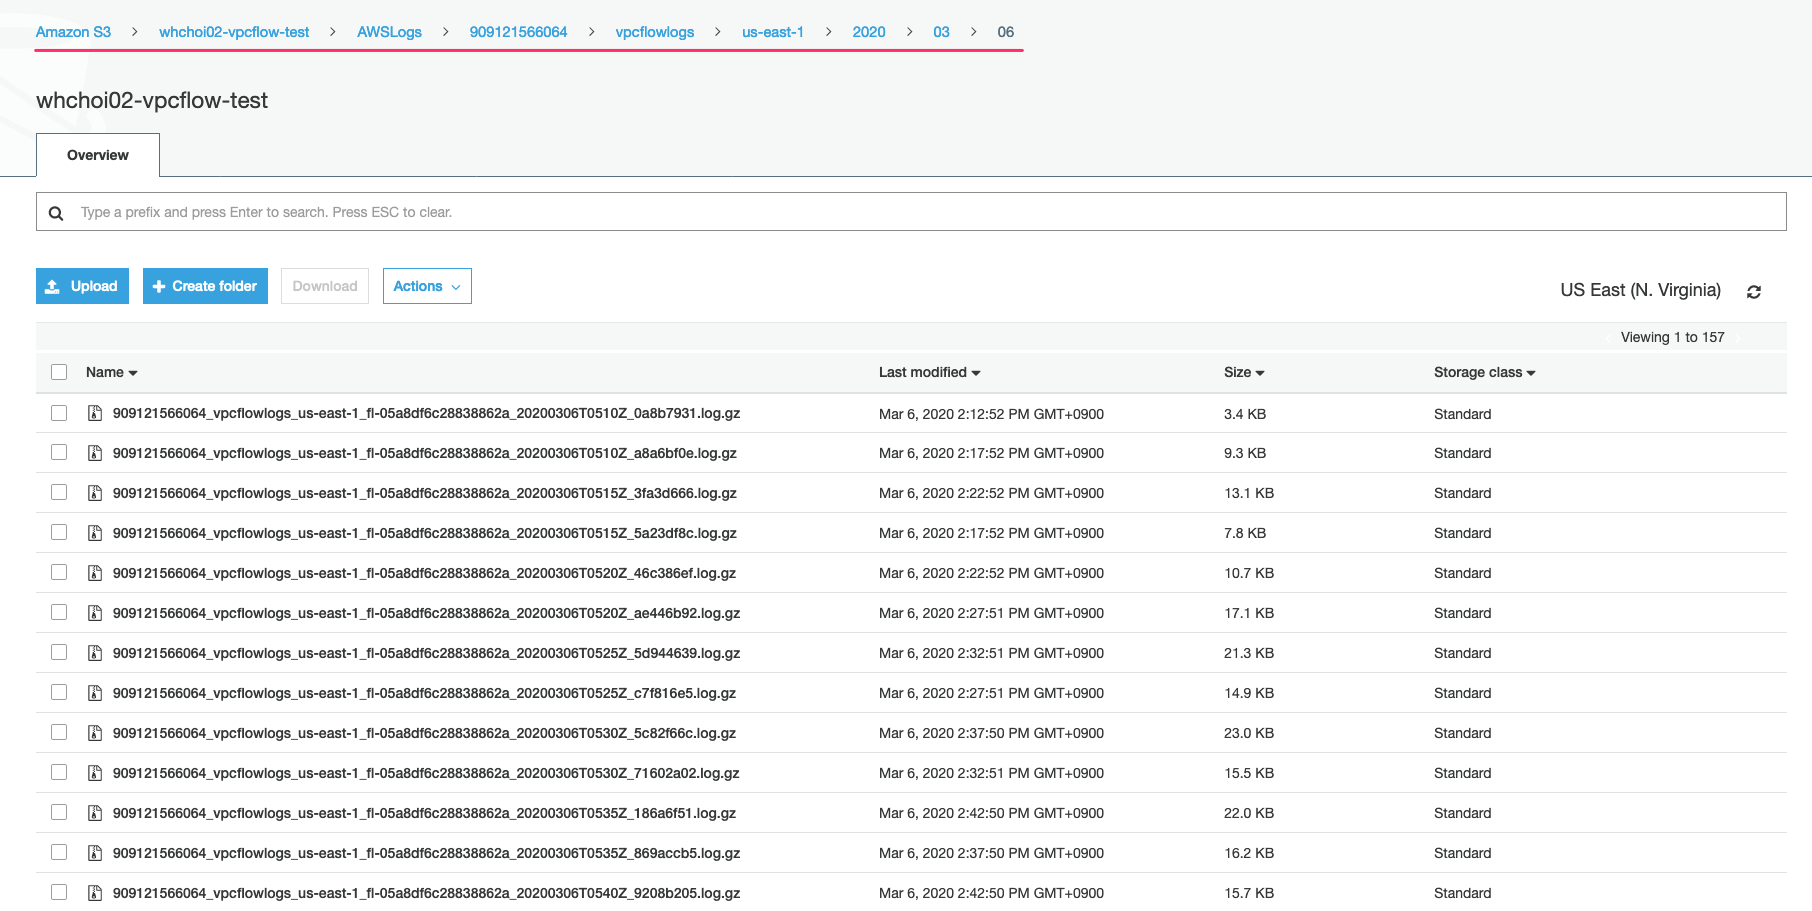 Amazon S3 > whchoi02-vpcflow-test > AWSLogs > 909121566064 > vpcflowlogs > us-east-1 > 2020 > 03 > 06
whchoi02-vpcflow-test
Overview
Type a prefix and press Enter to search. Press ESC to clear.
Upload Create folder Download Actions US East (N. Virginia)
Viewing 1 to 157
Name Last modified Size Storage class
909121566064_vpcflowlogs_us-east-1_fl-05a8df6c28838862a_20200306T0510Z_0a8b7931.log.gz Mar 6, 2020 2:12:52 PM GMT+0900 3.4 KB Standard
909121566064_vpcflowlogs_us-east-1_fl-05a8df6c28838862a_20200306T0510Z_a8a6bf0e.log.gz Mar 6, 2020 2:17:52 PM GMT+0900 9.3 KB Standard
909121566064_vpcflowlogs_us-east-1_fl-05a8df6c28838862a_20200306T0515Z_3fa3d666.log.gz Mar 6, 2020 2:22:52 PM GMT+0900 13.1 KB Standard
909121566064_vpcflowlogs_us-east-1_fl-05a8df6c28838862a_20200306T0515Z_5a23df8c.log.gz Mar 6, 2020 2:17:52 PM GMT+0900 7.8 KB Standard
909121566064_vpcflowlogs_us-east-1_fl-05a8df6c28838862a_20200306T0520Z_46c386ef.log.gz Mar 6, 2020 2:22:52 PM GMT+0900 10.7 KB Standard
909121566064_vpcflowlogs_us-east-1_fl-05a8df6c28838862a_20200306T0520Z_ae446b92.log.gz Mar 6, 2020 2:27:51 PM GMT+0900 17.1 KB Standard
909121566064_vpcflowlogs_us-east-1_fl-05a8df6c28838862a_20200306T0525Z_5d944639.log.gz Mar 6, 2020 2:32:51 PM GMT+0900 21.3 KB Standard
909121566064_vpcflowlogs_us-east-1_fl-05a8df6c28838862a_20200306T0525Z_c7f816e5.log.gz Mar 6, 2020 2:27:51 PM GMT+0900 14.9 KB Standard
909121566064_vpcflowlogs_us-east-1_fl-05a8df6c28838862a_20200306T0530Z_5c82f66c.log.gz Mar 6, 2020 2:37:50 PM GMT+0900 23.0 KB Standard
909121566064_vpcflowlogs_us-east-1_fl-05a8df6c28838862a_20200306T0530Z_71602a02.log.gz Mar 6, 2020 2:32:51 PM GMT+0900 15.5 KB Standard
909121566064_vpcflowlogs_us-east-1_fl-05a8df6c28838862a_20200306T0535Z_186a6f51.log.gz Mar 6, 2020 2:42:50 PM GMT+0900 22.0 KB Standard
909121566064_vpcflowlogs_us-east-1_fl-05a8df6c28838862a_20200306T0535Z_869accb5.log.gz Mar 6, 2020 2:37:50 PM GMT+0900 16.2 KB Standard
909121566064_vpcflowlogs_us-east-1_fl-05a8df6c28838862a_20200306T0540Z_9208b205.log.gz Mar 6, 2020 2:42:50 PM GMT+0900 15.7 KB Standard